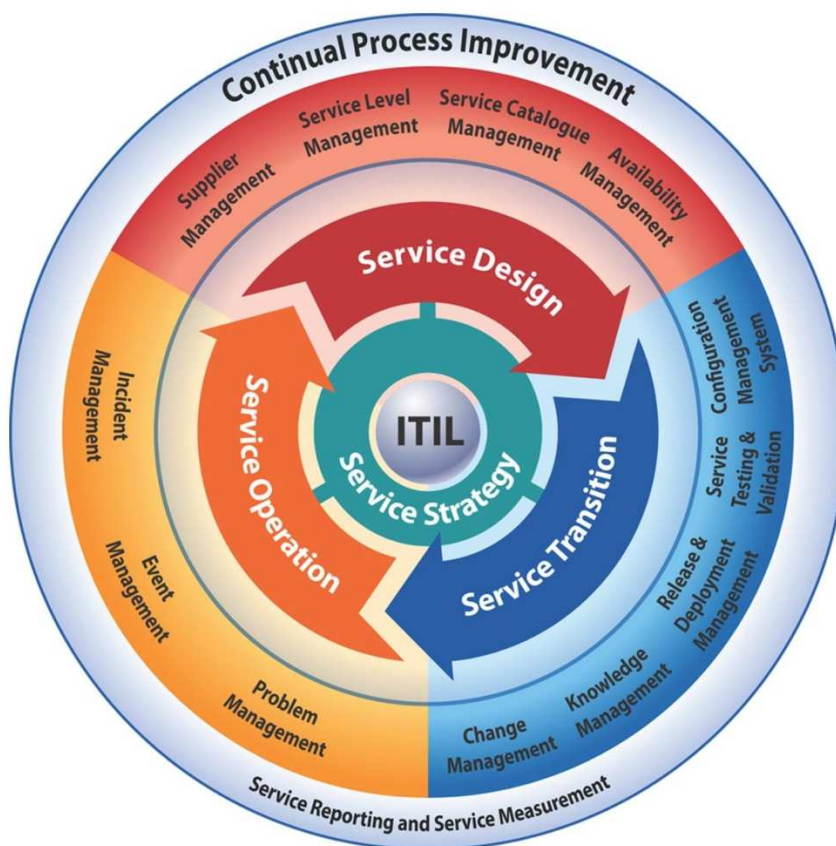 Continual Process Improvement
Supplier
Management
Service Level
Management
Service Catalogue
Management
Availability
Management
Configuration
Management
System
Service
Testing &
Validation
Release &
Deployment
Management
Knowledge
Management
Change
Management
Problem
Management
Event
Management
Incident
Management
Service Design
Service Transition
Service Operation
Service Strategy
ITIL
Service Reporting and Service Measurement